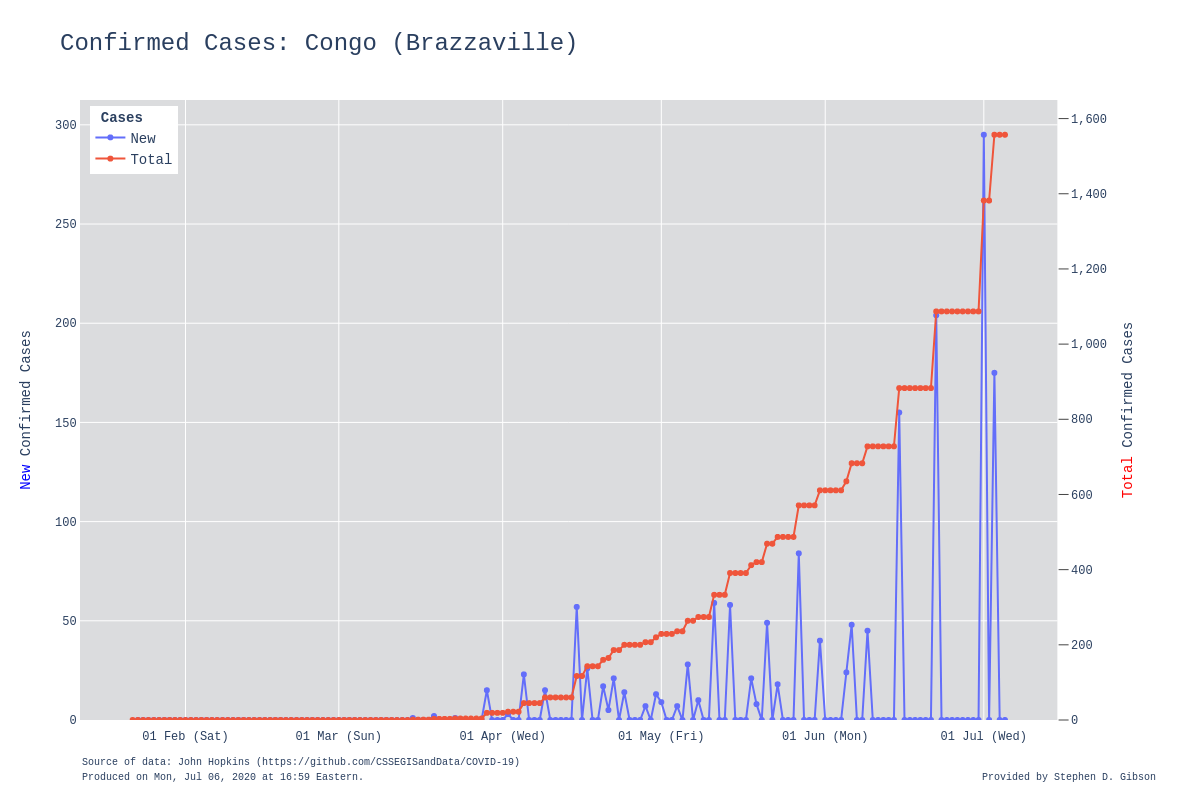 Confirmed Cases: Congo (Brazzaville)
Cases
New
Total
300
250
200
150
100
50
0
New Confirmed Cases
1,600
1,400
1,200
1,000
800
600
400
200
0
Total Confirmed Cases
01 Feb (Sat) 01 Mar (Sun) 01 Apr (Wed) 01 May (Fri) 01 Jun (Mon) 01 Jul (Wed)
Source of data: John Hopkins (https://github.com/CSSEGISandData/COVID-19)
Produced on Mon, Jul 06, 2020 at 16:59 Eastern.
Provided by Stephen D. Gibson